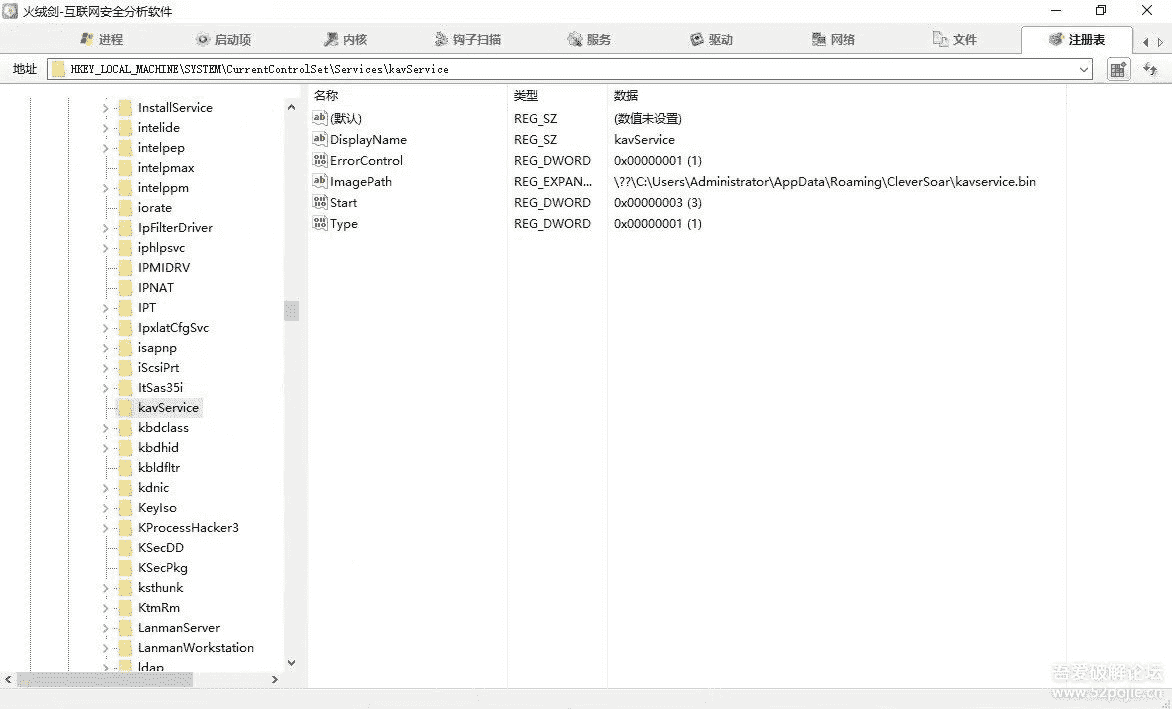 火绒剑-互联网安全分析软件
进程 启动项 内核 钩子扫描 服务 驱动 网络 文件 注册表
地址 HKEY_LOCAL_MACHINE\SYSTEM\CurrentControlSet\Services\kavService
InstallService
intelide
intelpep
intelpmax
intelppm
iorate
IpFilterDriver
iphlpsvc
IPMIDRV
IPNAT
IPT
IpxlatCfgSvc
isapnp
iScsiPrt
ItSas35i
kavService
kbdclass
kbdhid
kbldfltr
kdnic
KeyIso
KProcessHacker3
KSecDD
KSecPkg
ksthunk
KtmRm
LanmanServer
LanmanWorkstation
ldap
名称 类型 数据
(默认) REG_SZ (数值未设置)
DisplayName REG_SZ kavService
ErrorControl REG_DWORD 0x00000001 (1)
ImagePath REG_EXPAN... \??\C:\Users\Administrator\AppData\Roaming\CleverSoar\kavservice.bin
Start REG_DWORD 0x00000003 (3)
Type REG_DWORD 0x00000001 (1)
吾爱破解论坛
www.52pojie.cn